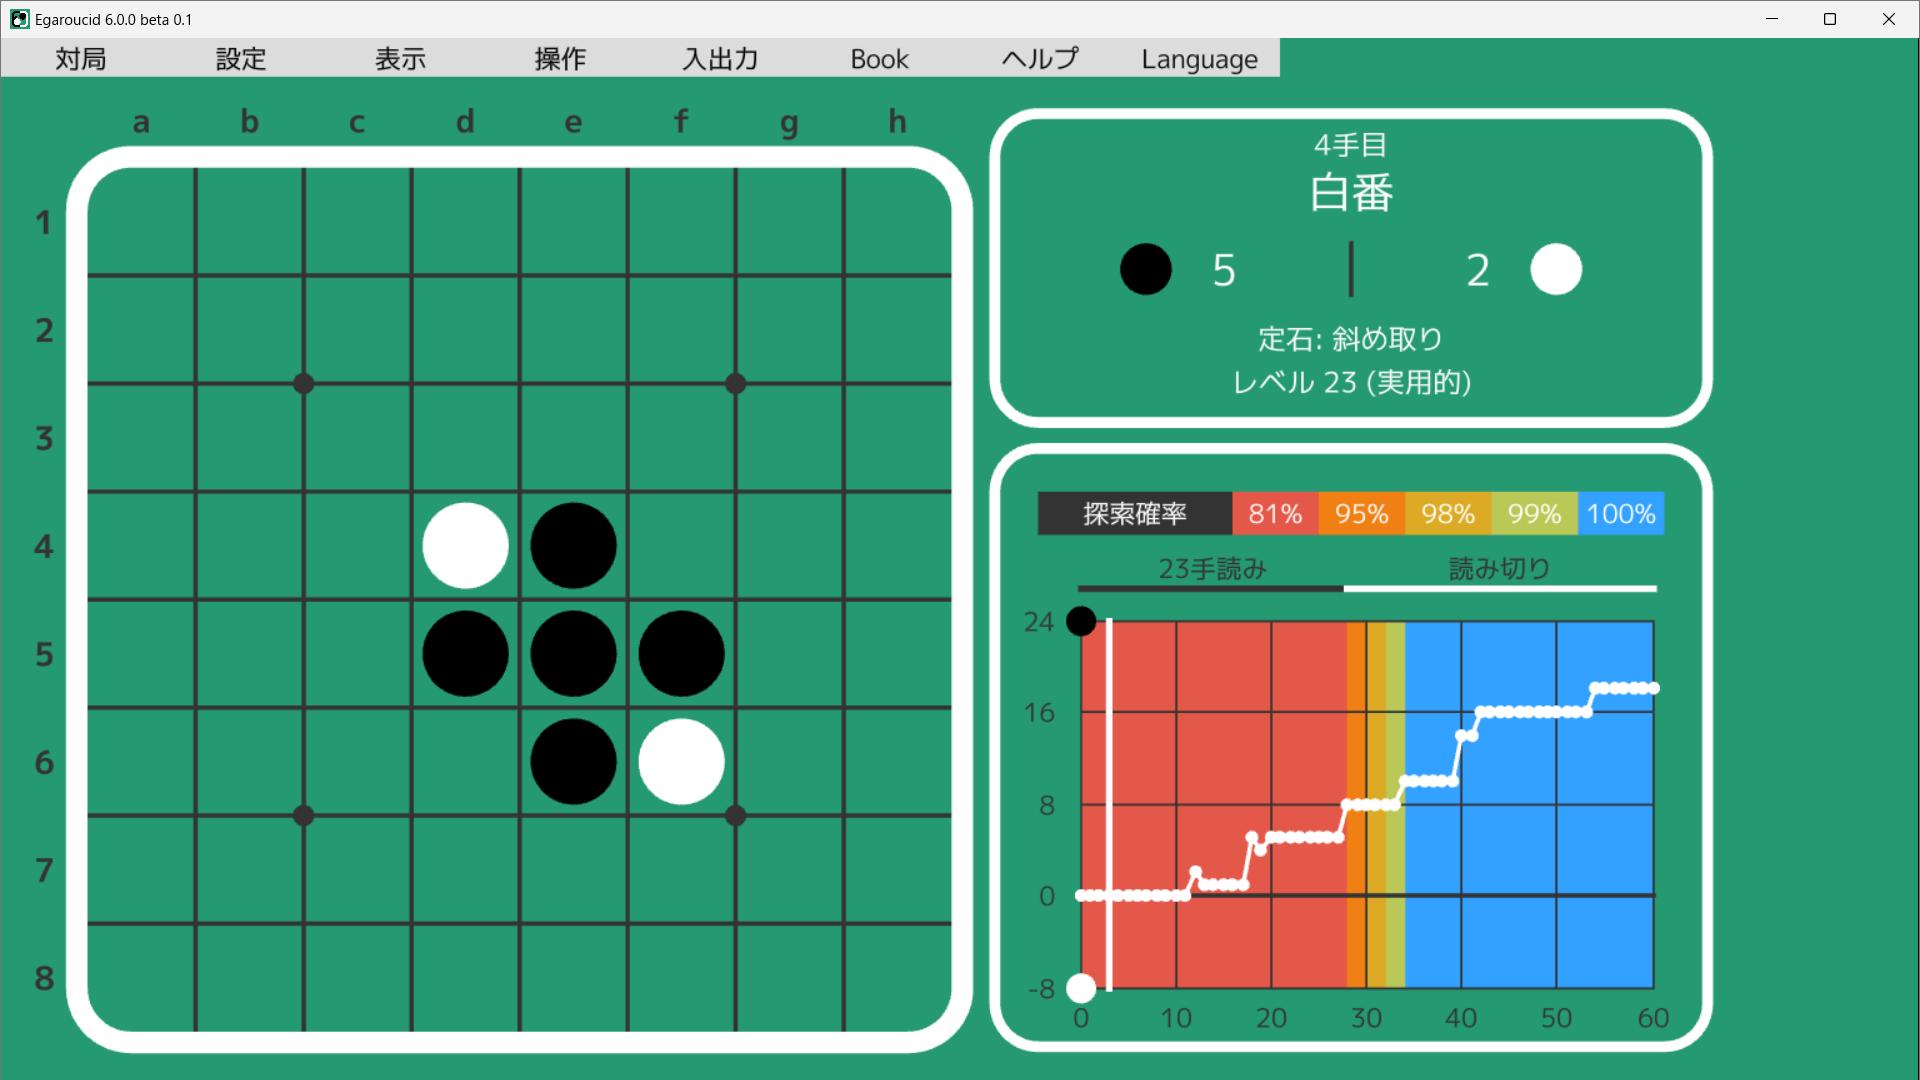 Egaroucid 6.0.0 beta 0.1
対局 設定 表示 操作 入出力 Book ヘルプ Language
a b c d e f g h
1
2
3
4
5
6
7
8
4手目
白番
5 2
定石: 斜め取り
レベル 23 (実用的)
探索確率 81% 95% 98% 99% 100%
23手読み 読み切り
24
16
8
0
-8
0 10 20 30 40 50 60